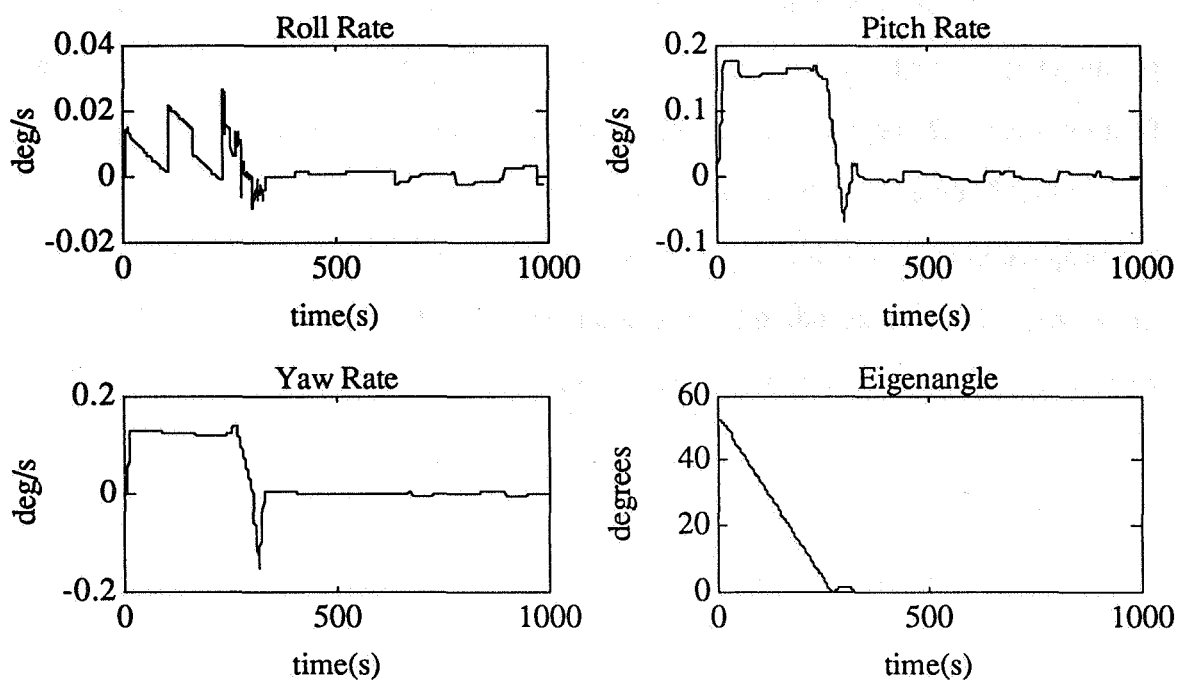 Roll Rate
0.04
0.02
0
-0.02
deg/s
0
500
1000
time(s)
Pitch Rate
0.2
0.1
0
-0.1
deg/s
0
500
1000
time(s)
Yaw Rate
0.2
0
-0.2
deg/s
0
500
1000
time(s)
Eigenangle
60
40
20
0
degrees
0
500
1000
time(s)